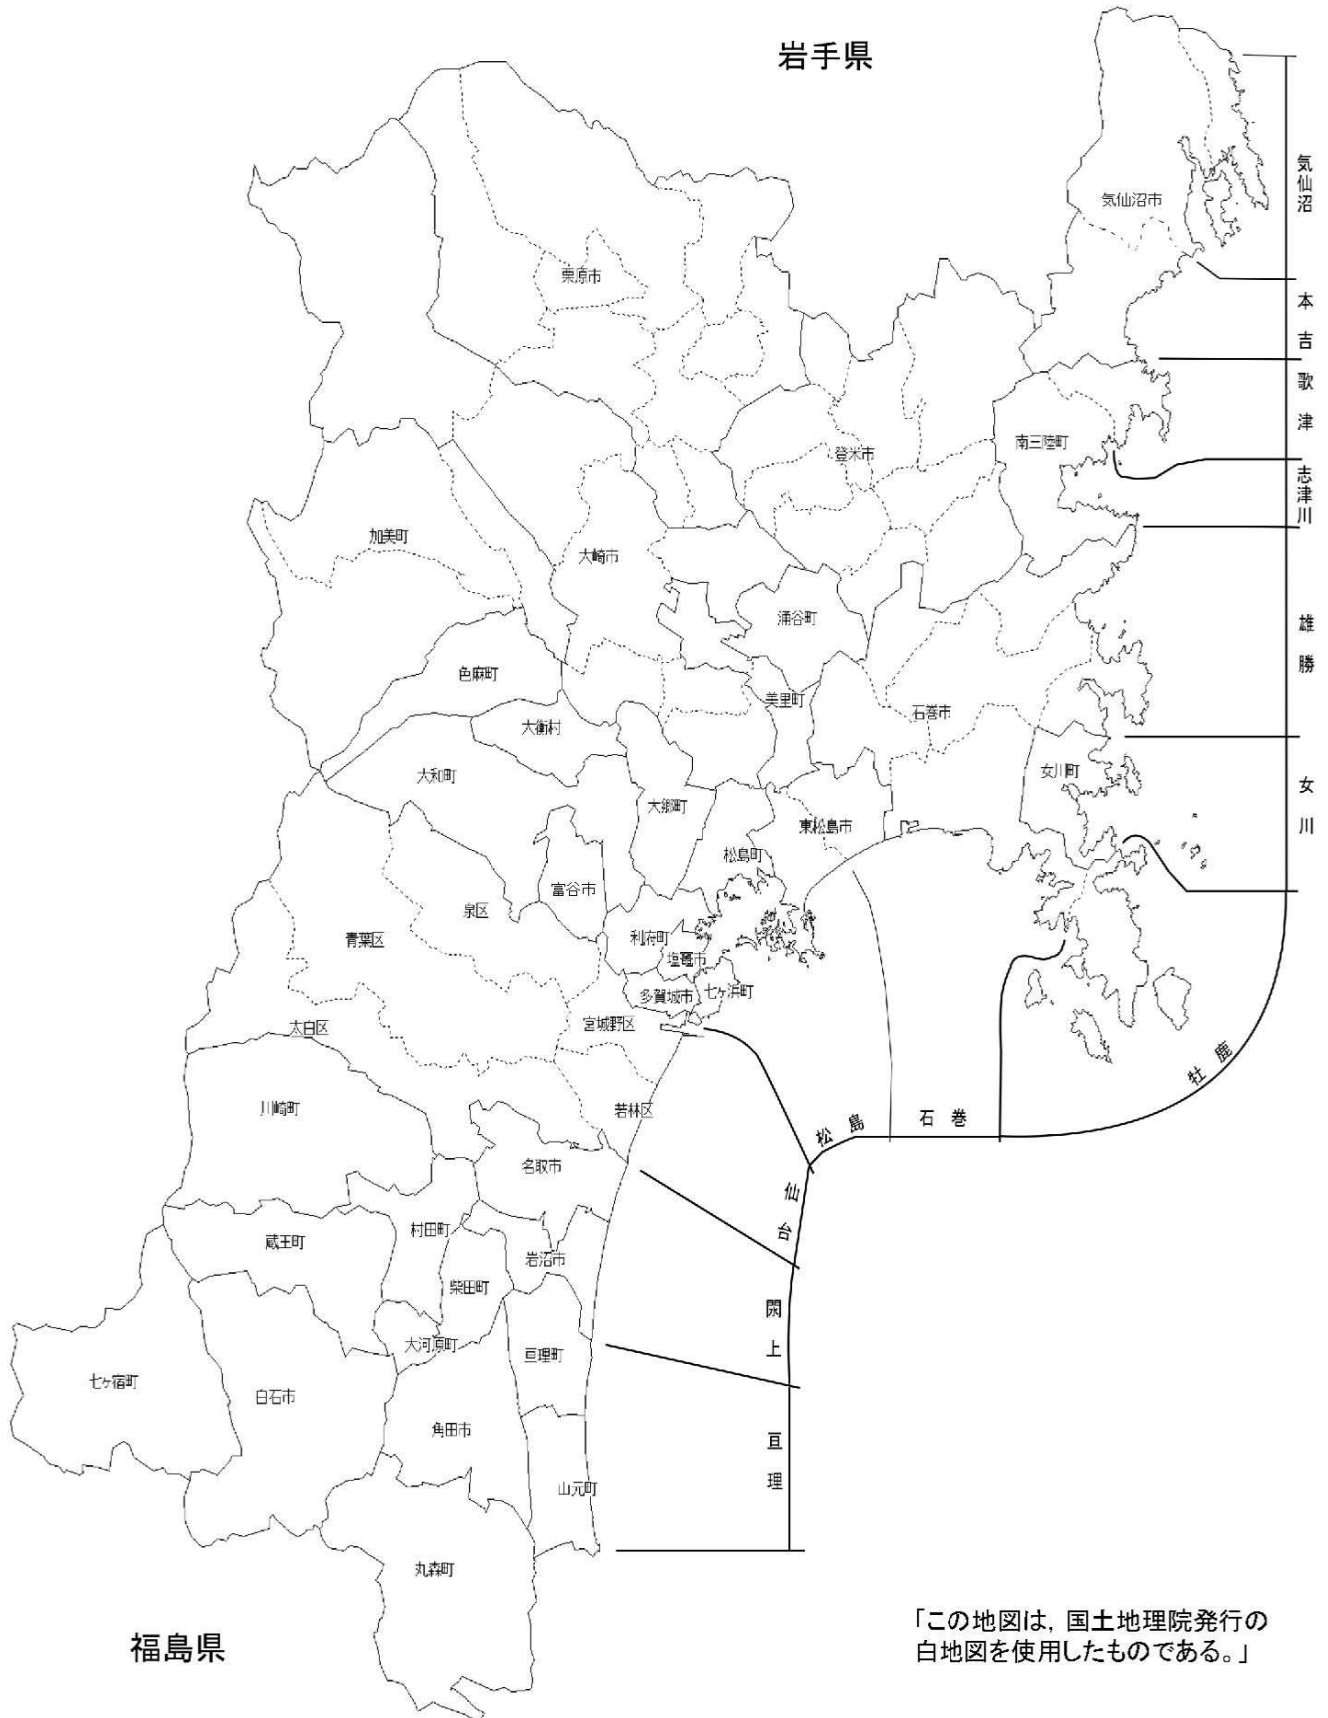 岩手県
気仙沼市
気仙沼
栗原市
本吉
歌津
登米市
南三陸町
志津川
加美町
大崎市
涌谷町
雄勝
色麻町
美里町
石巻市
大衡村
大和町
女川町
女川
大郷町
東松島市
松島町
富谷市
泉区
青葉区
利府町
塩竈市
多賀城市
七ヶ浜町
太白区
宮城野区
川崎町
若林区
牡鹿
石巻
松島
名取市
仙台
村田町
蔵王町
岩沼市
柴田町
閖上
大河原町
亘理町
七ヶ宿町
白石市
角田市
亘理
山元町
丸森町
福島県
「この地図は，国土地理院発行の
白地図を使用したものである。」